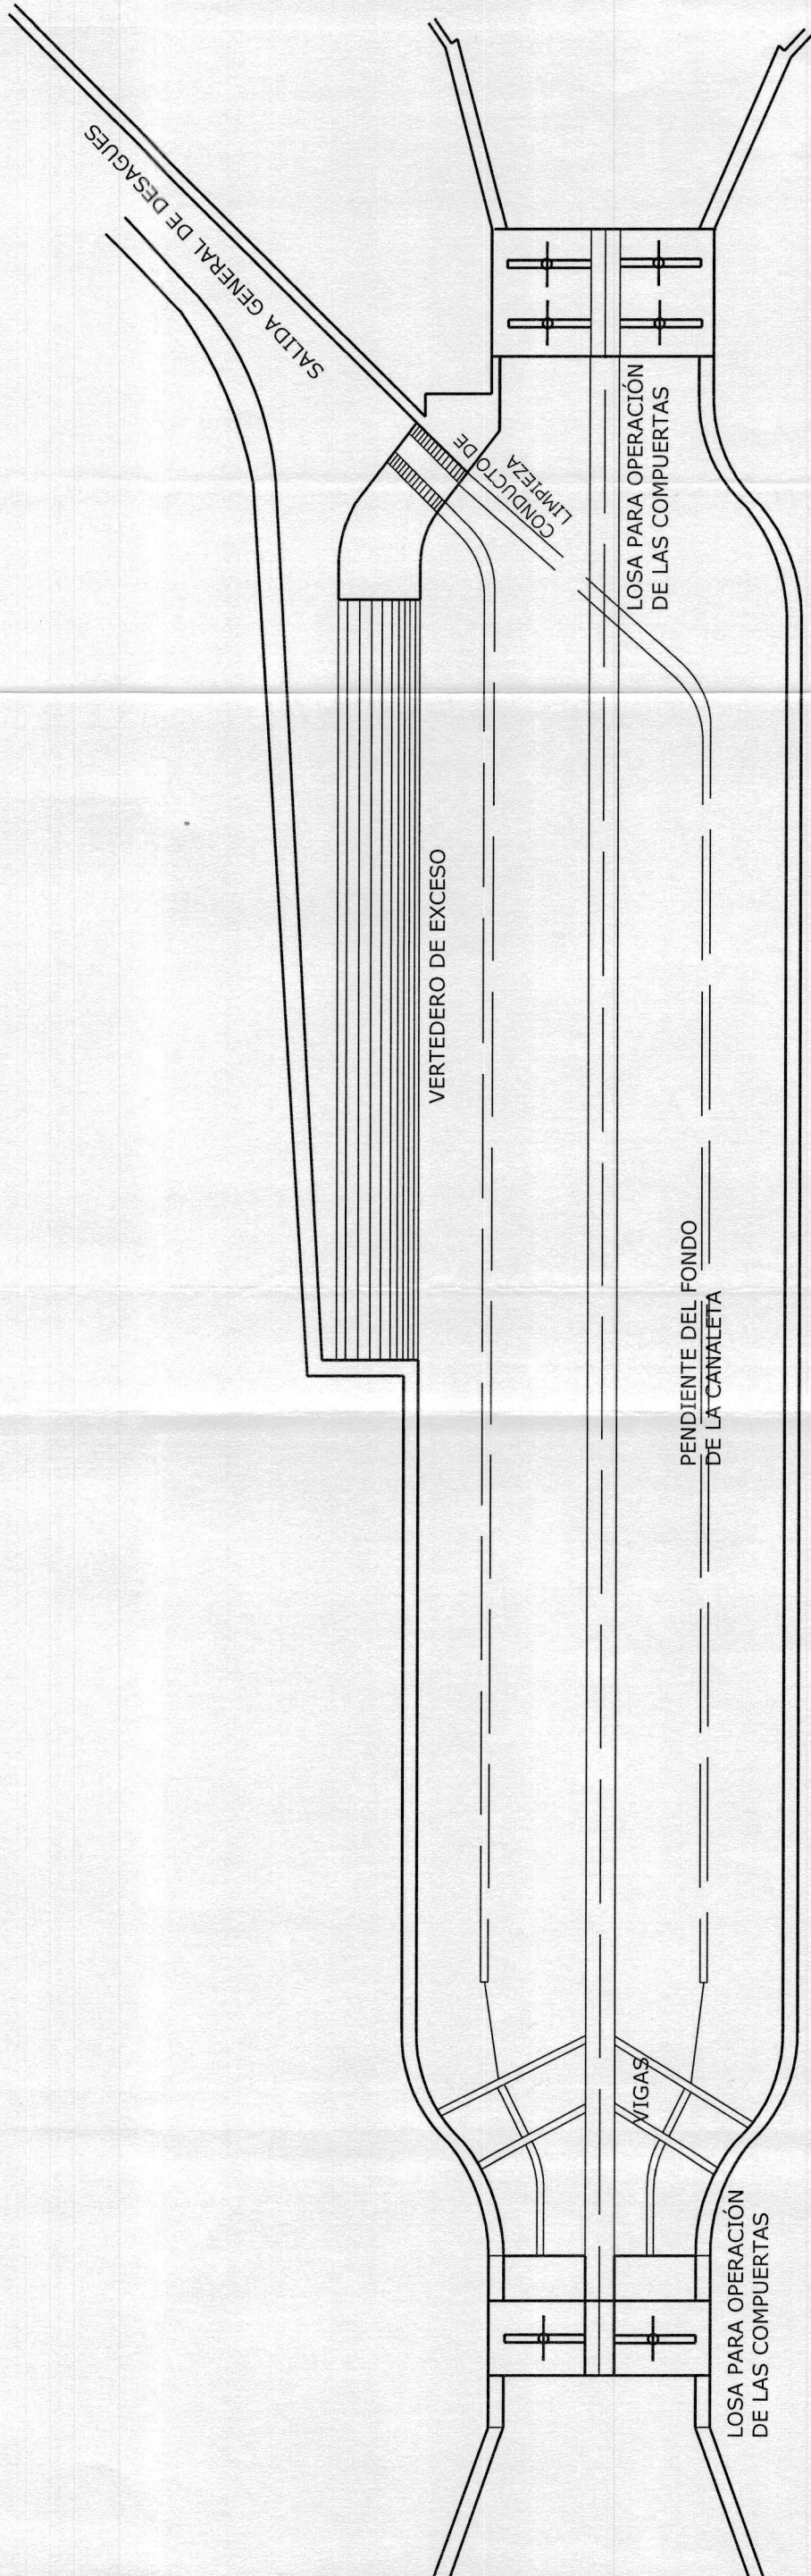 SALIDA GENERAL DE DESAGUES
CONDUCTO DE
LIMPIEZA
LOSA PARA OPERACIÓN
DE LAS COMPUERTAS
VERTEDERO DE EXCESO
PENDIENTE DEL FONDO
DE LA CANALETA
VIGAS
LOSA PARA OPERACIÓN
DE LAS COMPUERTAS